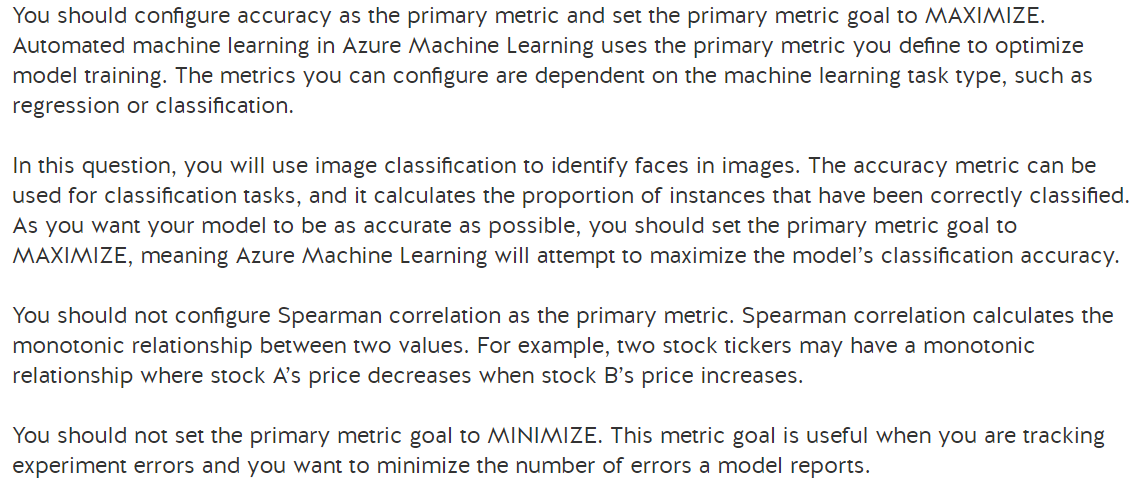 You should configure accuracy as the primary metric and set the primary metric goal to MAXIMIZE.
Automated machine learning in Azure Machine Learning uses the primary metric you define to optimize
model training. The metrics you can configure are dependent on the machine learning task type, such as
regression or classification.
In this question, you will use image classification to identify faces in images. The accuracy metric can be
used for classification tasks, and it calculates the proportion of instances that have been correctly classified.
As you want your model to be as accurate as possible, you should set the primary metric goal to
MAXIMIZE, meaning Azure Machine Learning will attempt to maximize the model’s classification accuracy.
You should not configure Spearman correlation as the primary metric. Spearman correlation calculates the
monotonic relationship between two values. For example, two stock tickers may have a monotonic
relationship where stock A’s price decreases when stock B’s price increases.
You should not set the primary metric goal to MINIMIZE. This metric goal is useful when you are tracking
experiment errors and you want to minimize the number of errors a model reports.